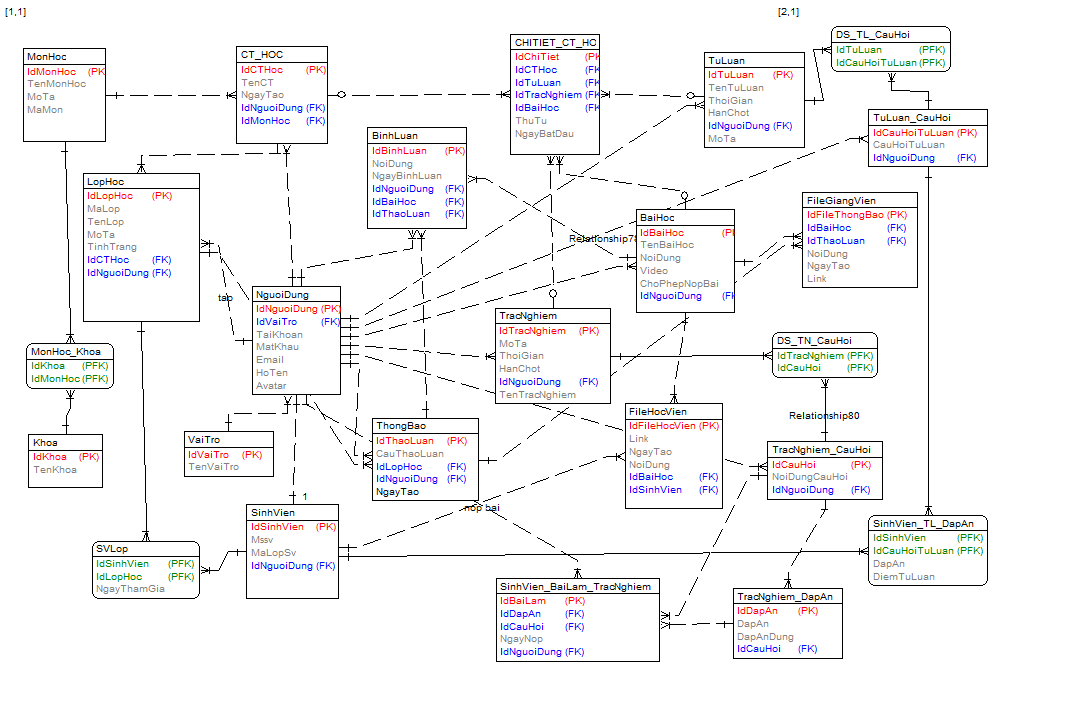 [1,1]
[2,1]
MonHoc
IdMonHoc (PK
TenMonHoc
MoTa
MaMon
CT_HOC
IdCTHoc (PK)
TenCT
NgayTao
IdNguoiDung (FK)
IdMonHoc (FK)
CHITIET_CT_HC
IdChiTiet (PK
IdCTHoc (FK
IdTuLuan (FK
IdTracNghiem (FK
IdBaiHoc (FK
ThuTu
NgayBatDau
TuLuan
IdTuLuan (PK)
TenTuLuan
ThoiGian
HanChot
IdNguoiDung (FK)
MoTa
DS_TL_CauHoi
IdTuLuan (PFK)
IdCauHoiTuLuan (PFK)
TuLuan_CauHoi
IdCauHoiTuLuan (PK)
CauHoiTuLuan
IdNguoiDung (FK)
BinhLuan
IdBinhLuan (PK)
NoiDung
NgayBinhLuan
IdNguoiDung (FK)
IdBaiHoc (FK)
IdThaoLuan (FK)
LopHoc
IdLopHoc (PK)
MaLop
TenLop
MoTa
TinhTrang
IdCTHoc (FK)
IdNguoiDung (FK)
FileGiangVien
IdFileThongBao (PK)
IdBaiHoc (FK)
IdThaoLuan (FK)
NoiDung
NgayTao
Link
BaiHoc
IdBaiHoc (PK
TenBaiHoc
NoiDung
Video
ChoPhepNopBai
IdNguoiDung (FK
Relationship78
tao
NguoiDung
IdNguoiDung (PK)
IdVaiTro (FK)
TaiKhoan
MatKhau
Email
HoTen
Avatar
TracNghiem
IdTracNghiem (PK)
MoTa
ThoiGian
HanChot
IdNguoiDung (FK)
TenTracNghiem
DS_TN_CauHoi
IdTracNghiem (PFK)
IdCauHoi (PFK)
Relationship80
MonHoc_Khoa
IdKhoa (PFK)
IdMonHoc (PFK)
Khoa
IdKhoa (PK)
TenKhoa
VaiTro
IdVaiTro (PK)
TenVaiTro
ThongBao
IdThaoLuan (PK)
CauThaoLuan
IdLopHoc (FK)
IdNguoiDung (FK)
NgayTao
FileHocVien
IdFileHocVien (PK)
Link
NgayTao
NoiDung
IdBaiHoc (FK)
IdSinhVien (FK)
TracNghiem_CauHoi
IdCauHoi (PK)
NoiDungCauHoi
IdNguoiDung (FK)
1
nop bai
SinhVien
IdSinhVien (PK)
Mssv
MaLopSv
IdNguoiDung (FK)
SVLop
IdSinhVien (PFK)
IdLopHoc (PFK)
NgayThamGia
SinhVien_TL_DapAn
IdSinhVien (PFK)
IdCauHoiTuLuan (PFK)
DapAn
DiemTuLuan
SinhVien_BaiLam_TracNghiem
IdBaiLam (PK)
IdDapAn (FK)
IdCauHoi (FK)
NgayNop
IdNguoiDung (FK)
TracNghiem_DapAn
IdDapAn (PK)
DapAn
DapAnDung
IdCauHoi (FK)